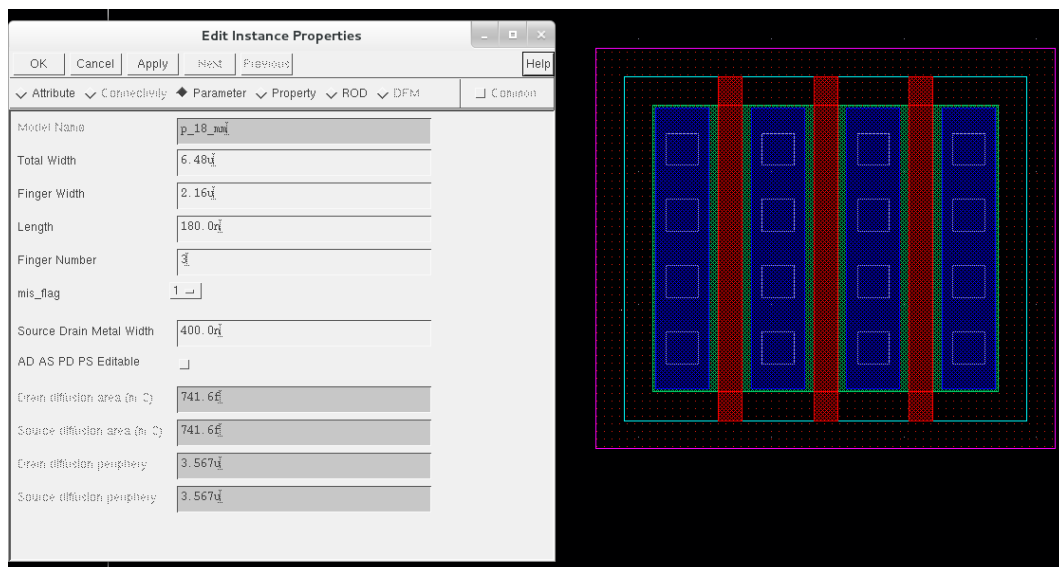 Edit Instance Properties
OK Cancel Apply Next Previous Help
Attribute Connectivity Parameter Property ROD DFM Common
Model Name p_18_mm
Total Width 6.48u
Finger Width 2.16u
Length 180.0n
Finger Number 3
mis_flag 1
Source Drain Metal Width 400.0n
AD AS PD PS Editable
Drain diffusion area (m^2) 741.6f
Source diffusion area (m^2) 741.6f
Drain diffusion periphery 3.567u
Source diffusion periphery 3.567u